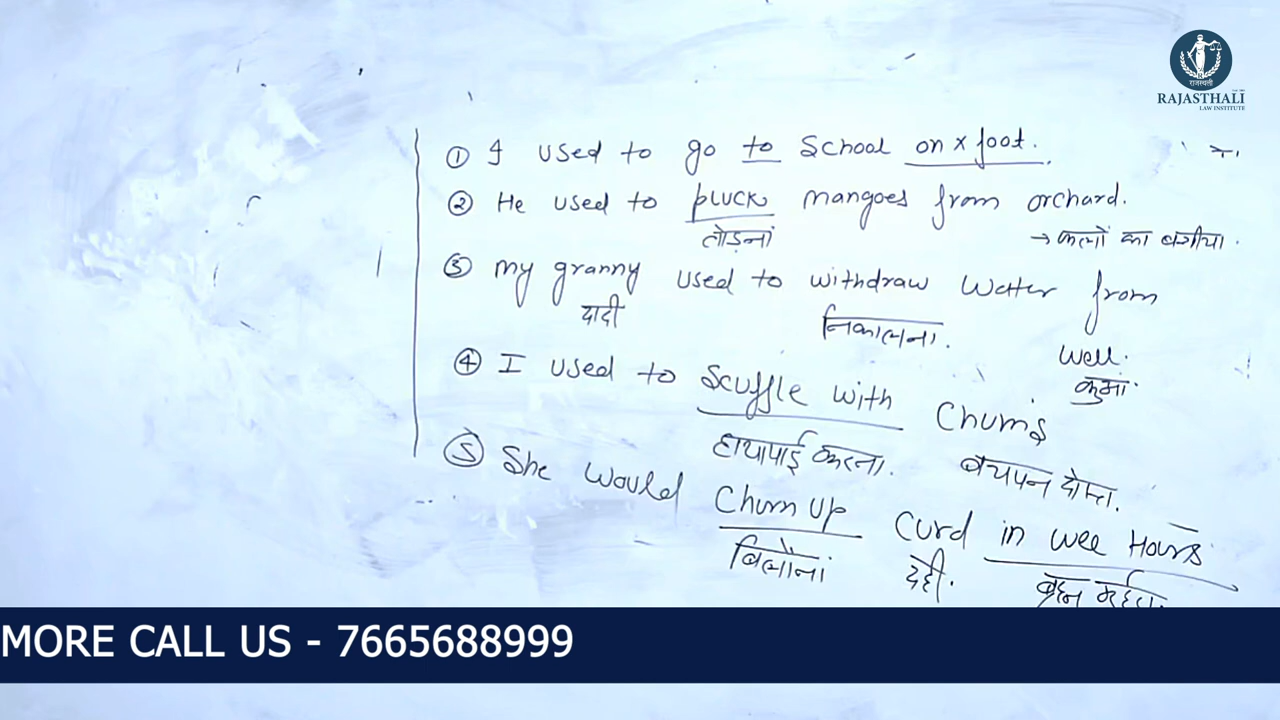 राजस्थली
RAJASTHALI
LAW INSTITUTE
① I used to go to School on x foot.
② He used to pluck mangoes from orchard.
तोड़नां
→ फलों का बगीचा.
③ My granny used to withdraw Water from
दादी
निकालना.
Well.
कुआं.
④ I used to Scuffle with Chums
हाथापाई करना.
बचपन दोस्त.
⑤ She would Churn up Curd in wee Hours
बिलौनां
दही.
MORE CALL US - 7665688999